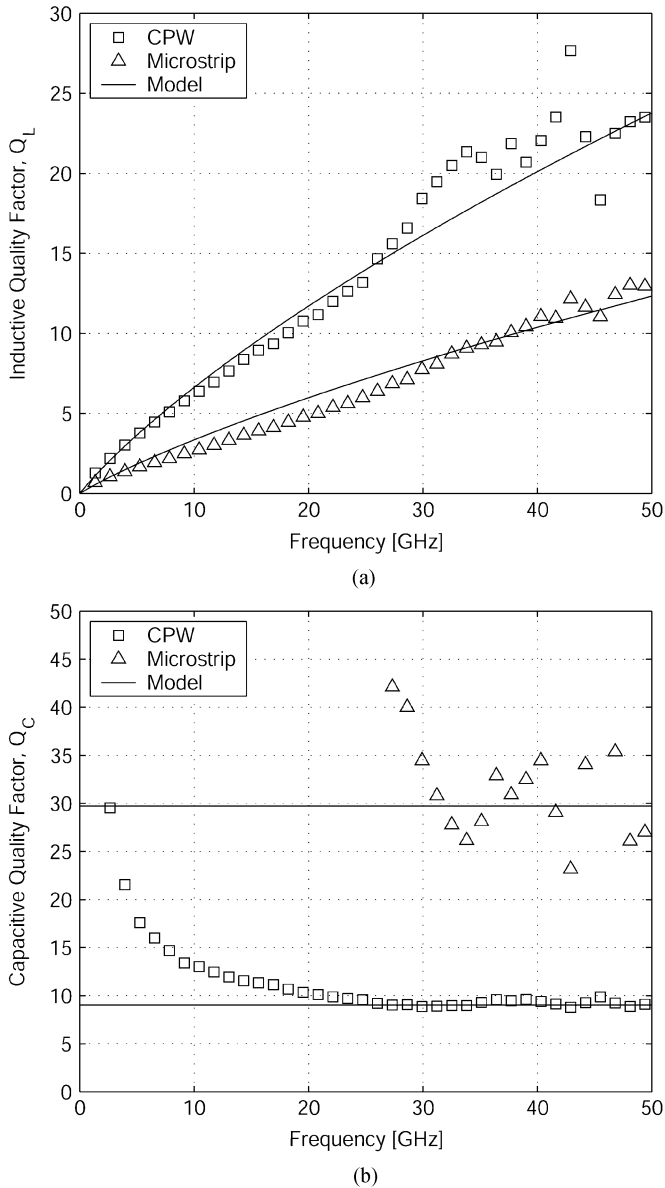 30
25
20
15
10
5
0
Inductive Quality Factor, Q_L
CPW
Microstrip
Model
0 10 20 30 40 50
Frequency [GHz]
(a)
50
45
40
35
30
25
20
15
10
5
0
Capacitive Quality Factor, Q_C
CPW
Microstrip
Model
0 10 20 30 40 50
Frequency [GHz]
(b)